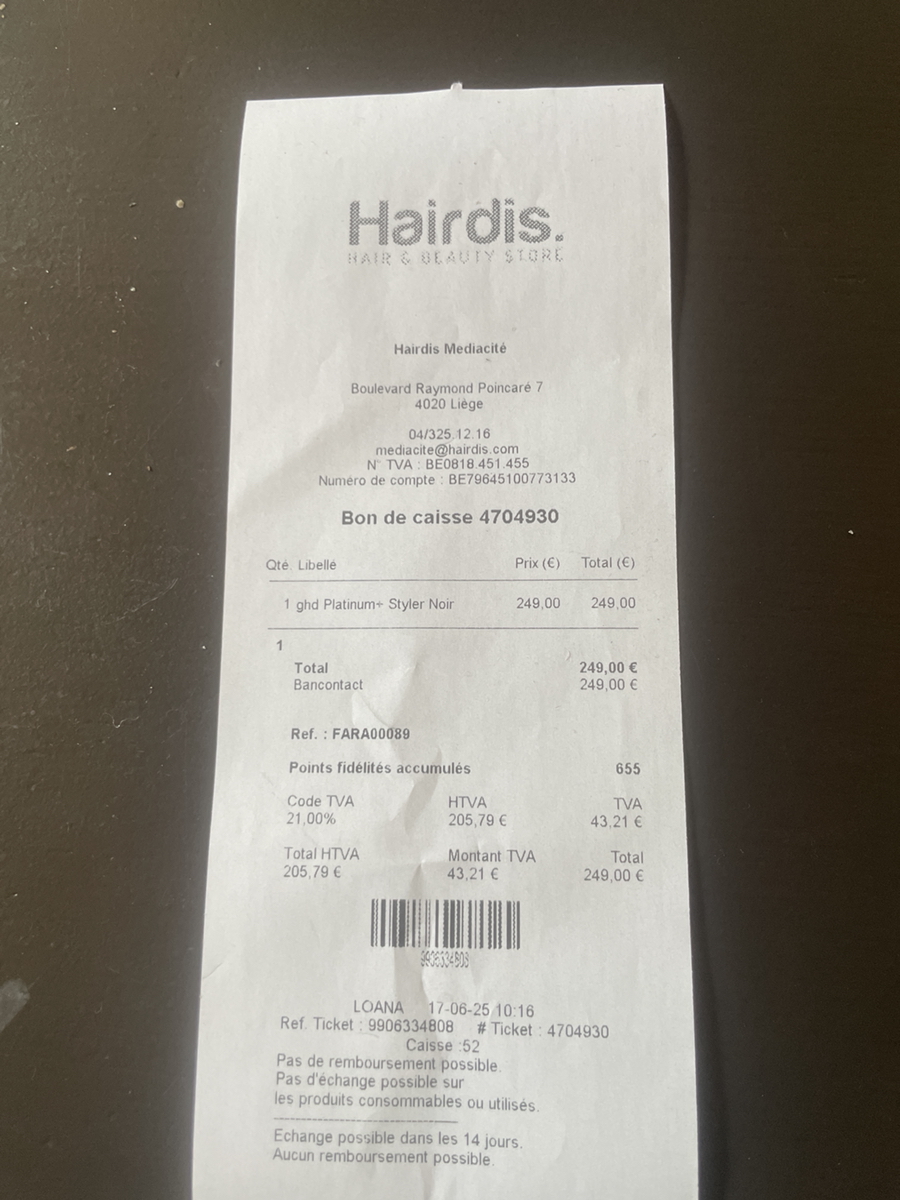 Hairdis.
HAIR & BEAUTY STORE
Hairdis Mediacité
Boulevard Raymond Poincaré 7
4020 Liège
04/325.12.16
mediacite@hairdis.com
N° TVA : BE0818.451.455
Numéro de compte : BE79645100773133
Bon de caisse 4704930
Qté. Libellé Prix (€) Total (€)
1 ghd Platinum+ Styler Noir 249,00 249,00
1
Total 249,00 €
Bancontact 249,00 €
Ref. : FARA00089
Points fidélités accumulés 655
Code TVA HTVA TVA
21,00% 205,79 € 43,21 €
Total HTVA Montant TVA Total
205,79 € 43,21 € 249,00 €
9906334808
LOANA 17-06-25 10:16
Ref. Ticket : 9906334808 # Ticket : 4704930
Caisse :52
Pas de remboursement possible.
Pas d'échange possible sur
les produits consommables ou utilisés.
Echange possible dans les 14 jours.
Aucun remboursement possible.